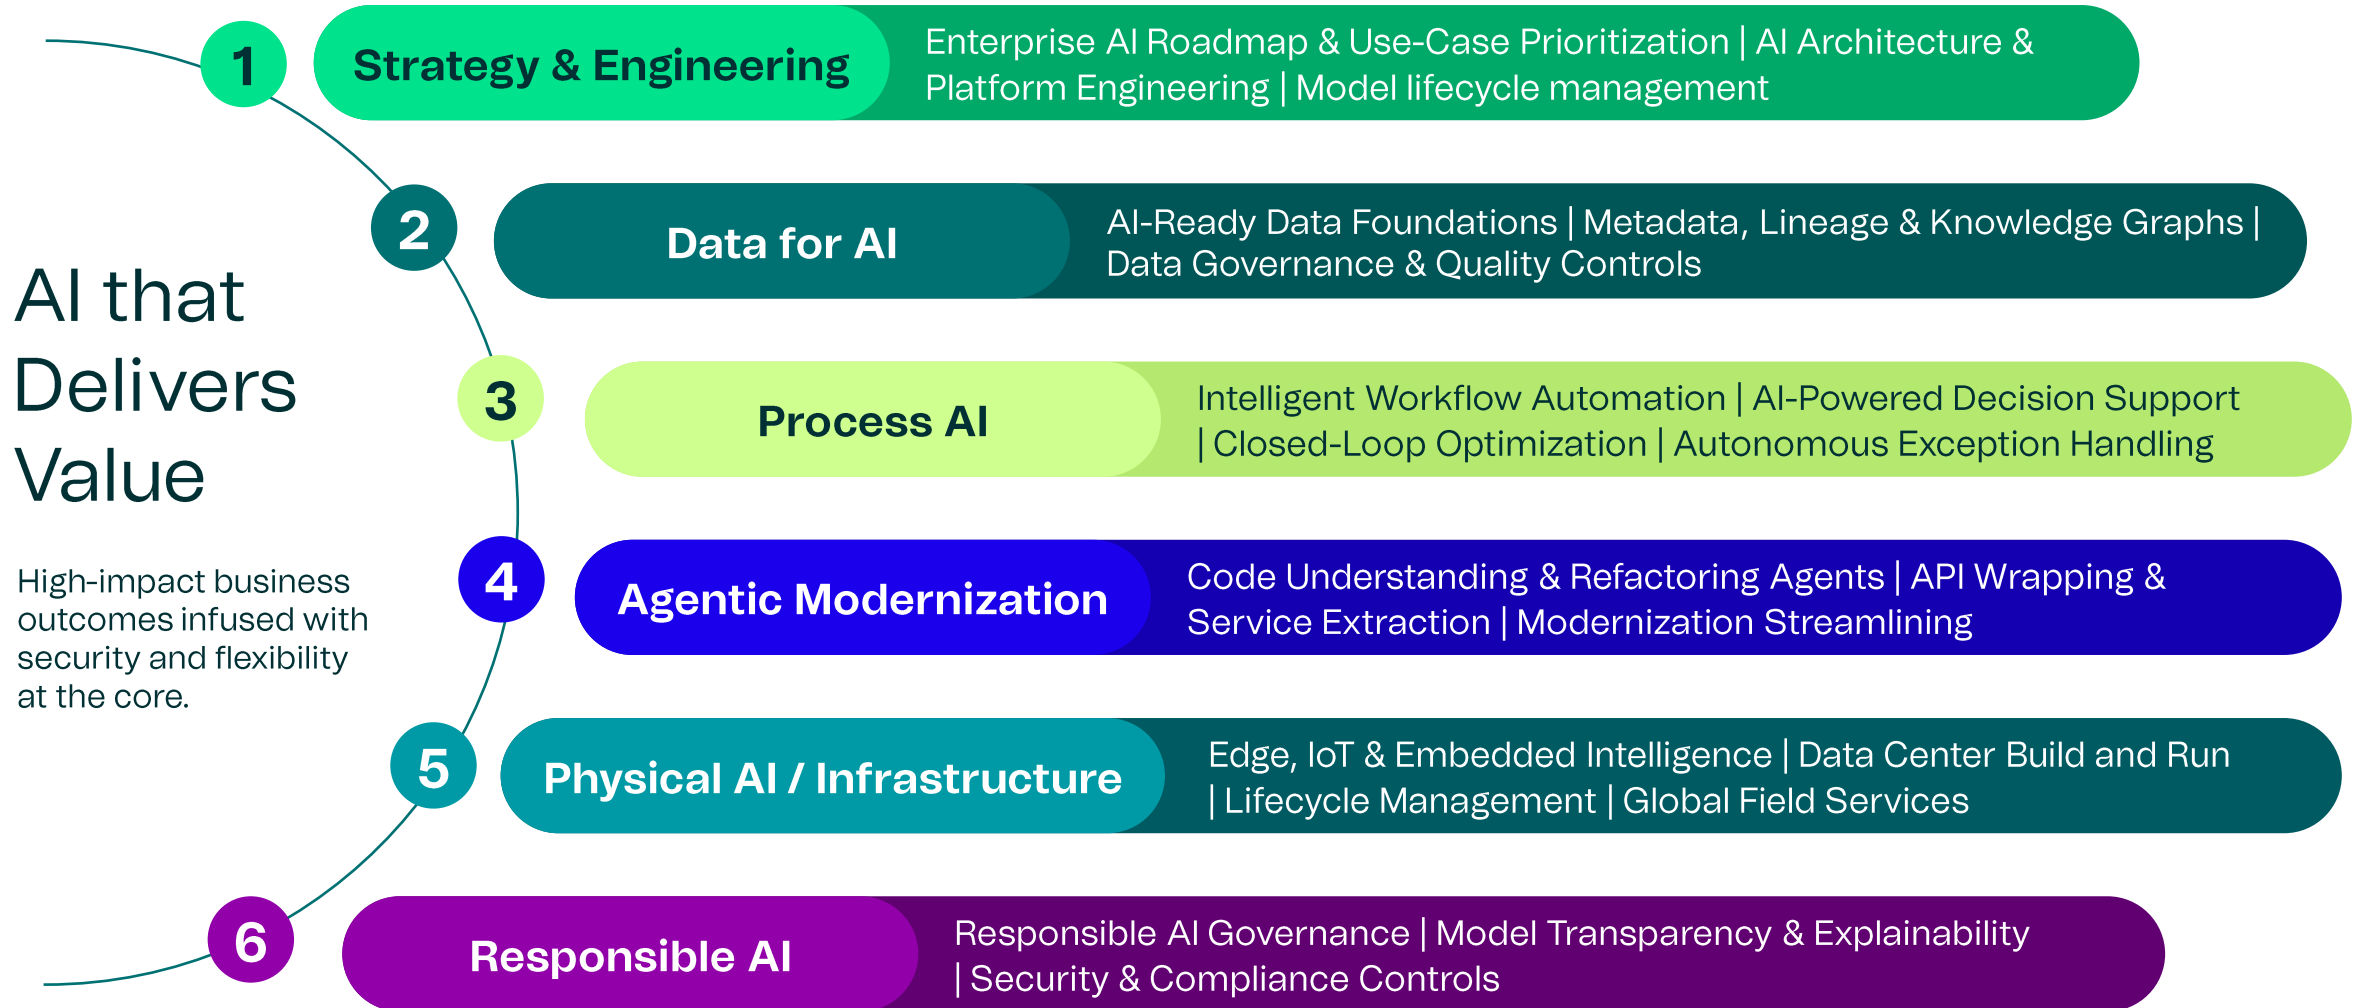 AI that
Delivers
Value
High-impact business
outcomes infused with
security and flexibility
at the core.
1
Strategy & Engineering
Enterprise AI Roadmap & Use-Case Prioritization | AI Architecture &
Platform Engineering | Model lifecycle management
2
Data for AI
AI-Ready Data Foundations | Metadata, Lineage & Knowledge Graphs |
Data Governance & Quality Controls
3
Process AI
Intelligent Workflow Automation | AI-Powered Decision Support
| Closed-Loop Optimization | Autonomous Exception Handling
4
Agentic Modernization
Code Understanding & Refactoring Agents | API Wrapping &
Service Extraction | Modernization Streamlining
5
Physical AI / Infrastructure
Edge, IoT & Embedded Intelligence | Data Center Build and Run
| Lifecycle Management | Global Field Services
6
Responsible AI
Responsible AI Governance | Model Transparency & Explainability
| Security & Compliance Controls